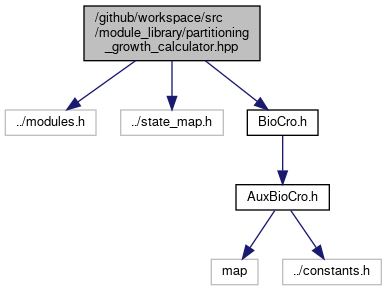 /github/workspace/src
/module_library/partitioning
_growth_calculator.hpp
../modules.h
../state_map.h
BioCro.h
AuxBioCro.h
map
../constants.h